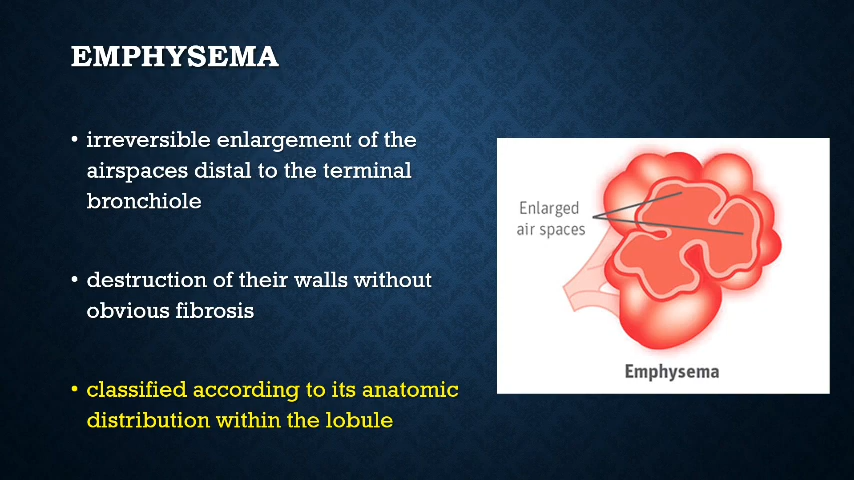 EMPHYSEMA
• irreversible enlargement of the
airspaces distal to the terminal
bronchiole
• destruction of their walls without
obvious fibrosis
• classified according to its anatomic
distribution within the lobule
Enlarged
air spaces
Emphysema